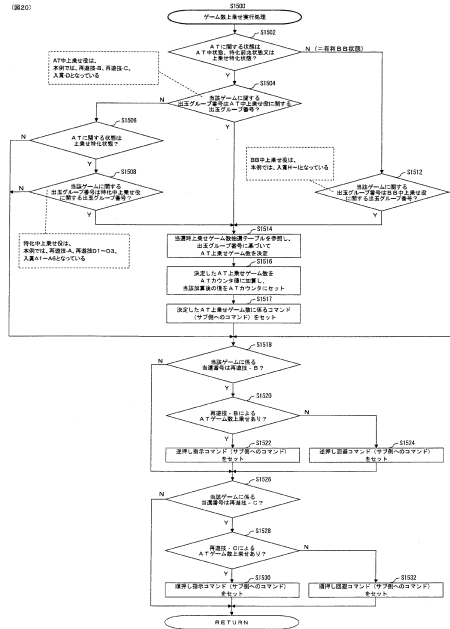 (図20)
S1500
ゲーム数上乗せ実行処理
S1502
ATに関する状態は
AT中状態、特化前兆状態又は
上乗せ特化状態?
N (=有利BB状態)
Y
AT中上乗せ役は、
本例では、再遊技-B、再遊技-C、
入賞-Dとなっている
S1504
当該ゲームに関する
出玉グループ番号はAT中上乗せ役に関する
出玉グループ番号?
N
Y
S1506
ATに関する状態は
上乗せ特化状態?
N
Y
S1508
当該ゲームに関する
出玉グループ番号は特化中上乗せ役
に関する出玉グループ番号?
N
Y
BB中上乗せ役は、
本例では、入賞H~Iとなっている
S1512
当該ゲームに関する
出玉グループ番号はBB中上乗せ役
に関する出玉グループ番号?
Y
N
特化中上乗せ役は、
本例では、再遊技-A、再遊技D1~D3、
入賞A1~A6となっている
S1514
当選時上乗せゲーム数抽選テーブルを参照し、
出玉グループ番号に基づいて
AT上乗せゲーム数を決定
S1516
決定したAT上乗せゲーム数を
ATカウンタ値に加算し、
当該加算後の値をATカウンタにセット
S1517
決定したAT上乗せゲーム数に係るコマンド
(サブ側へのコマンド)をセット
S1518
当該ゲームに係る
当選番号は再遊技-B?
N
Y
S1520
再遊技-Bによる
ATゲーム数上乗せあり?
N
Y
S1522
逆押し指示コマンド(サブ側へのコマンド)
をセット
S1524
逆押し回避コマンド(サブ側へのコマンド)
をセット
S1526
当該ゲームに係る
当選番号は再遊技-C?
N
Y
S1528
再遊技-Cによる
ATゲーム数上乗せあり?
N
Y
S1530
順押し指示コマンド(サブ側へのコマンド)
をセット
S1532
順押し回避コマンド(サブ側へのコマンド)
をセット
RETURN